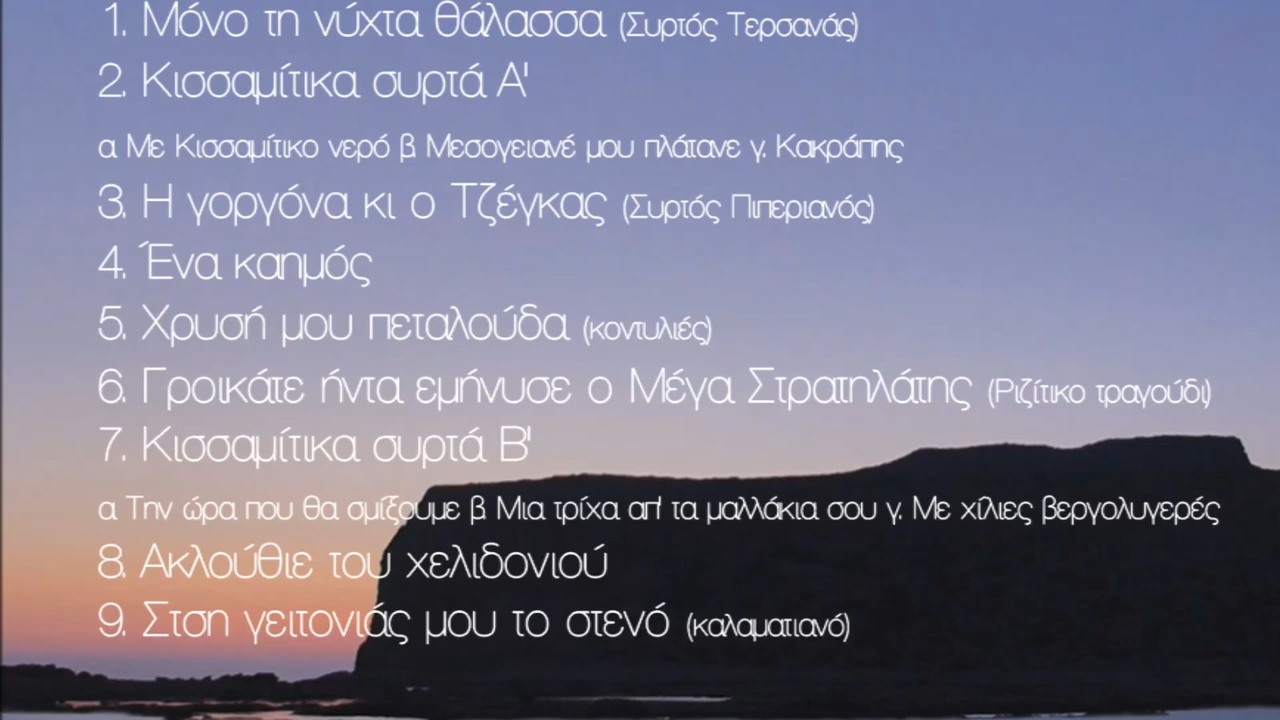 1. Μόνο τη νύχτα θάλασσα (Συρτός Τερσανάς)
2. Κισσαμίτικα συρτά Α'
α. Με Κισσαμίτικο νερό β. Μεσογειανέ μου πλάτανε γ. Κακράπης
3. Η γοργόνα κι ο Τζέγκας (Συρτός Πιπεριανός)
4. Ένα καημός
5. Χρυσή μου πεταλούδα (κοντυλιές)
6. Γροικάτε ήντα εμήνυσε ο Μέγα Στρατηλάτης (Ριζίτικο τραγούδι)
7. Κισσαμίτικα συρτά Β'
α. Την ώρα που θα σμίξουμε β. Μια τρίχα απ' τα μαλλάκια σου γ. Με χίλιες βεργολυγερές
8. Ακλούθιε του χελιδονιού
9. Στση γειτονιάς μου το στενό (καλαματιανό)